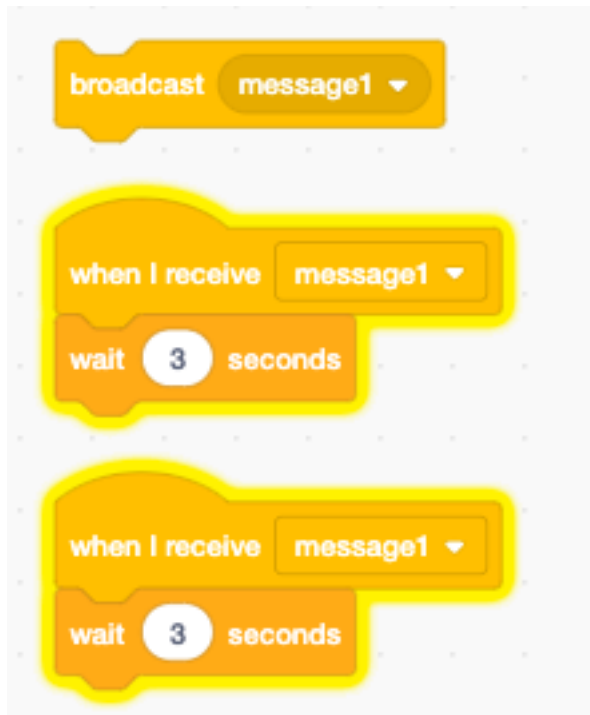 broadcast message1
when I receive message1
wait 3 seconds
when I receive message1
wait 3 seconds